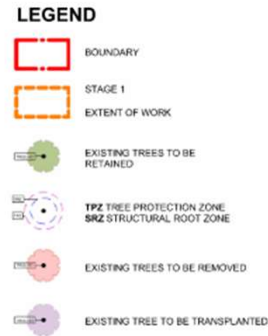 LEGEND
BOUNDARY
STAGE 1
EXTENT OF WORK
EXISTING TREES TO BE
RETAINED
TPZ TREE PROTECTION ZONE
SRZ STRUCTURAL ROOT ZONE
EXISTING TREES TO BE REMOVED
EXISTING TREE TO BE TRANSPLANTED